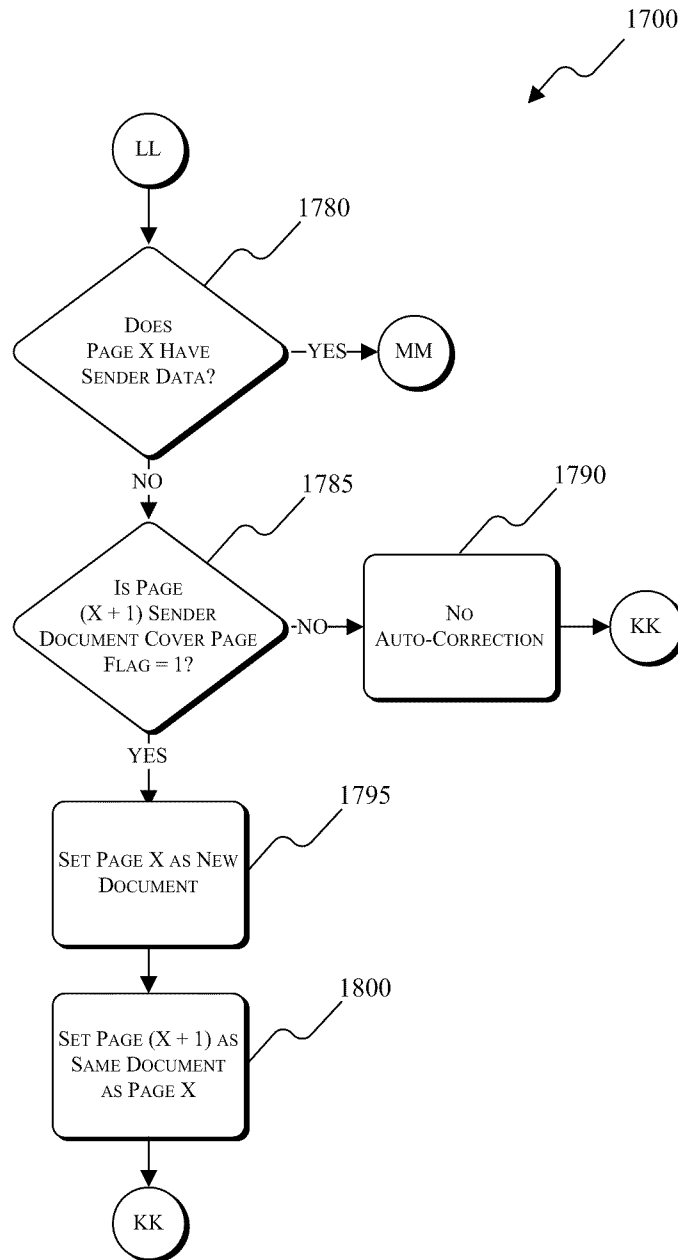 1700
LL
1780
DOES
PAGE X HAVE
SENDER DATA?
YES
MM
NO
1785
1790
IS PAGE
(X + 1) SENDER
DOCUMENT COVER PAGE
FLAG = 1?
NO
NO
AUTO-CORRECTION
KK
YES
1795
SET PAGE X AS NEW
DOCUMENT
1800
SET PAGE (X + 1) AS
SAME DOCUMENT
AS PAGE X
KK